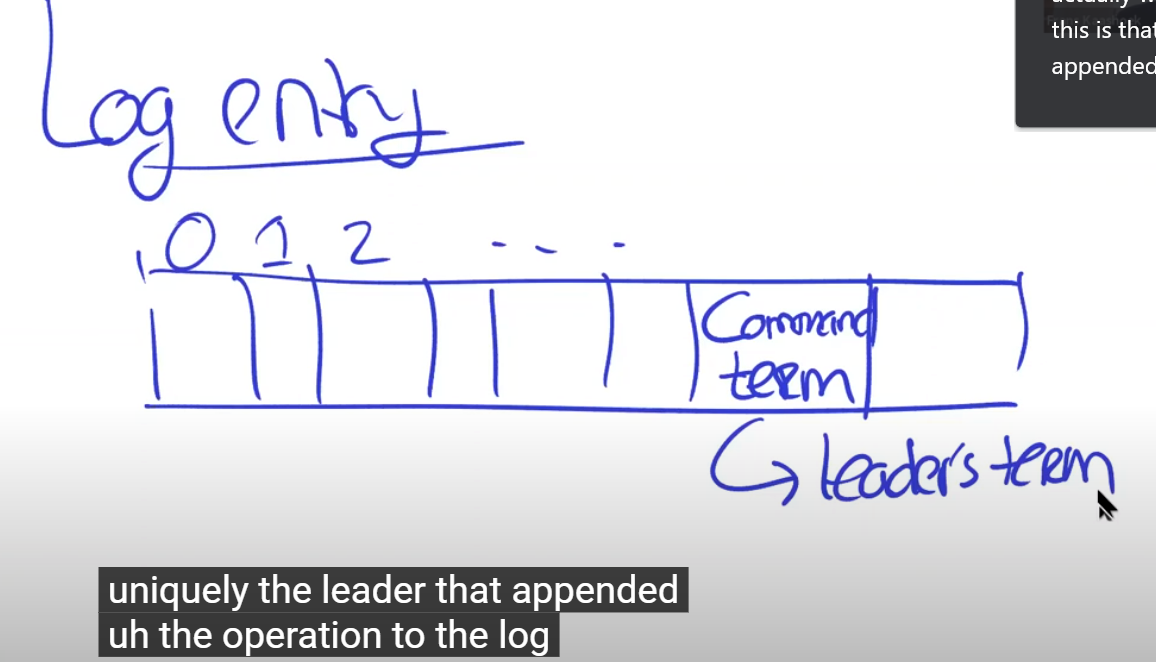 this is that
appended
Log entry
0 1 2 - - -
Command
term
leader's term
uniquely the leader that appended
uh the operation to the log